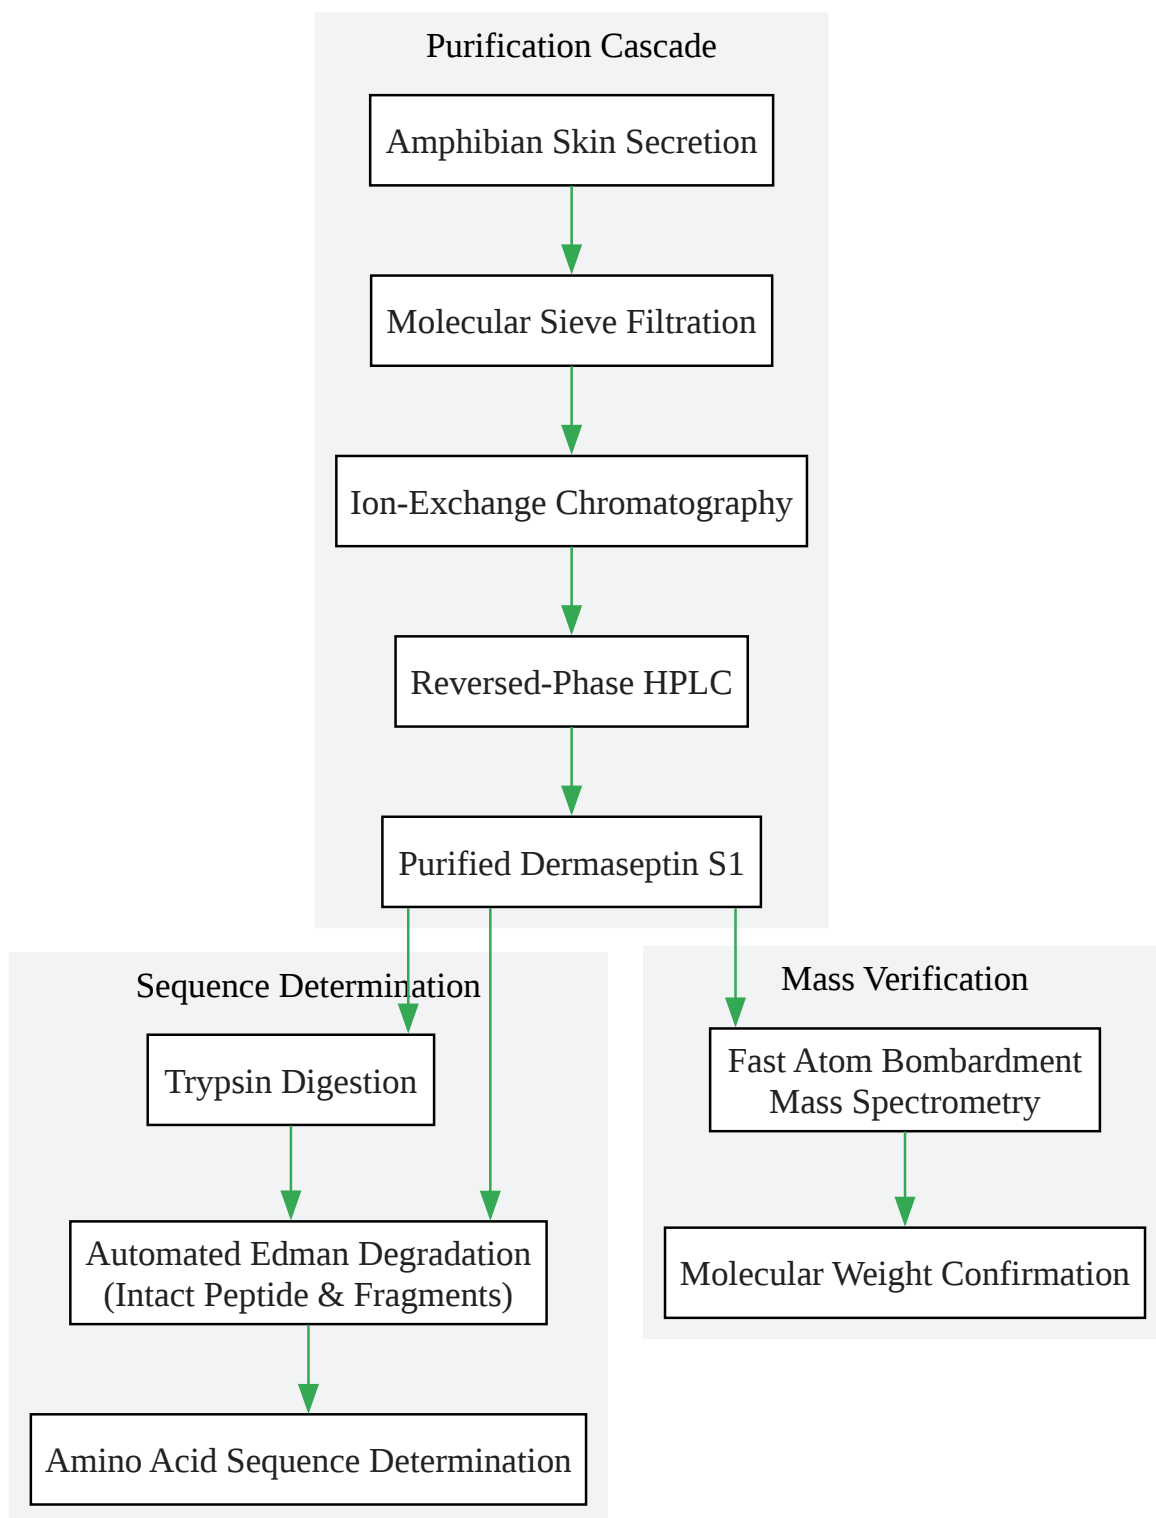 Purification Cascade
Amphibian Skin Secretion
Molecular Sieve Filtration
Ion-Exchange Chromatography
Reversed-Phase HPLC
Purified Dermaseptin S1
Sequence Determination
Trypsin Digestion
Automated Edman Degradation
(Intact Peptide & Fragments)
Amino Acid Sequence Determination
Mass Verification
Fast Atom Bombardment
Mass Spectrometry
Molecular Weight Confirmation